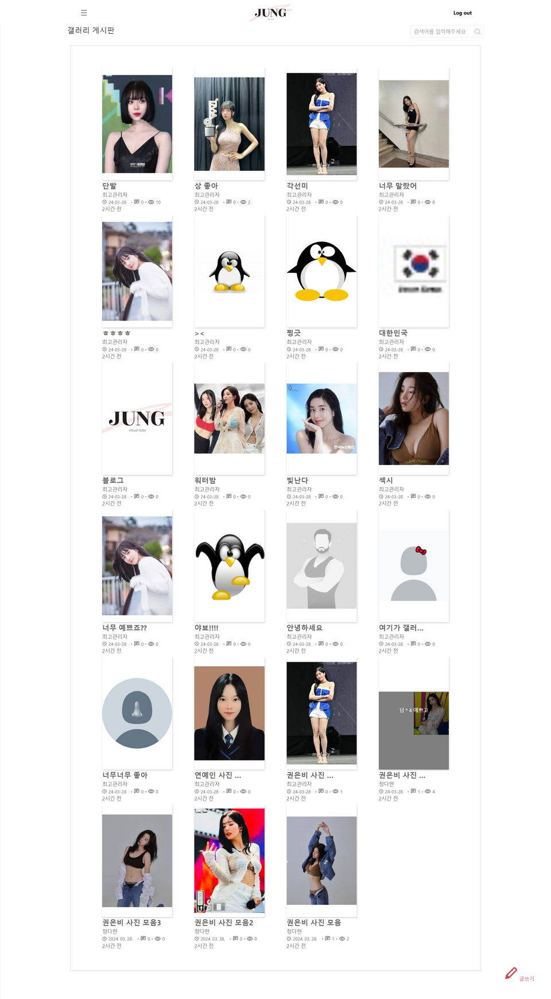 JUNG
Log out
갤러리 게시판
검색어를 입력해주세요
단발
최고관리자
24-03-28 • 0 • 10
2시간 전
상 좋아
최고관리자
24-03-28 • 0 • 2
2시간 전
mydaily
각선미
최고관리자
24-03-28 • 0 • 0
2시간 전
너무 말랐어
최고관리자
24-03-28 • 0 • 0
2시간 전
ㅎㅎㅎㅎ
최고관리자
24-03-28 • 0 • 0
2시간 전
><
최고관리자
24-03-28 • 0 • 0
2시간 전
찡긋
최고관리자
24-03-28 • 0 • 0
2시간 전
대한민국
최고관리자
24-03-28 • 0 • 0
2시간 전
JUNG
visual data
블로그
최고관리자
24-03-28 • 0 • 0
2시간 전
워터밤
최고관리자
24-03-28 • 0 • 0
2시간 전
한국뉴스통신
빛난다
최고관리자
24-03-28 • 0 • 0
2시간 전
Calvin Klein
섹시
최고관리자
24-03-28 • 0 • 0
2시간 전
너무 예쁘죠??
최고관리자
24-03-28 • 0 • 0
2시간 전
야뵤!!!!
최고관리자
24-03-28 • 0 • 0
2시간 전
안녕하세요
최고관리자
24-03-28 • 0 • 0
2시간 전
여기가 갤러...
최고관리자
24-03-28 • 0 • 0
2시간 전
너무너무 좋아
최고관리자
24-03-28 • 0 • 0
2시간 전
연예인 사진 ...
최고관리자
24-03-28 • 0 • 0
2시간 전
mydaily
권은비 사진 ...
최고관리자
24-03-28 • 0 • 1
2시간 전
넘 * 4 예쁘고
권은비 사진 ...
정다현
24-03-28 • 1 • 4
2시간 전
권은비 사진 모음3
정다현
2024. 03. 28. • 0 • 0
2시간 전
MENU
권은비 사진 모음2
정다현
2024. 03. 28. • 0 • 0
2시간 전
권은비 사진 모음
정다현
2024. 03. 28. • 1 • 2
2시간 전
글쓰기